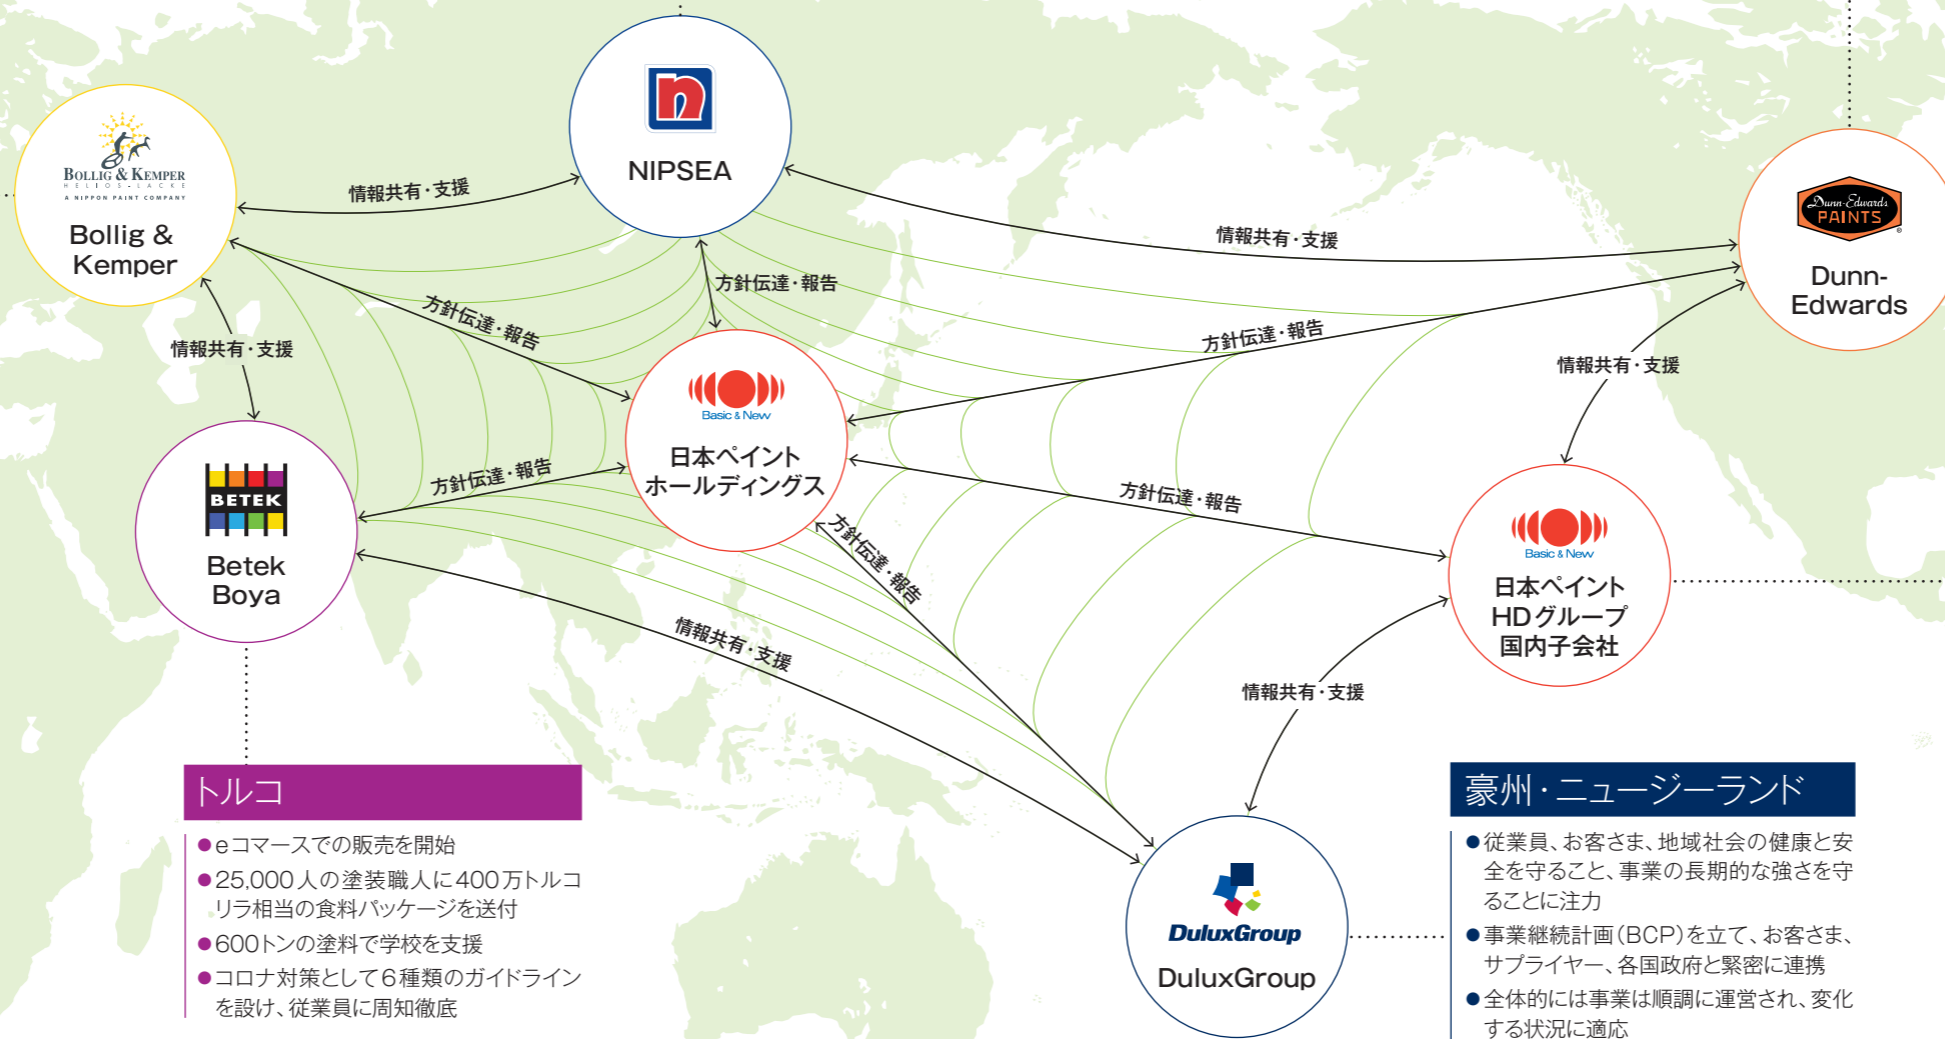 n
NIPSEA
BOLLIG & KEMPER
HELIOS-LACKE
A NIPPON PAINT COMPANY
Bollig &
Kemper
Dunn-Edwards
PAINTS
®
Dunn-
Edwards
情報共有・支援
情報共有・支援
方針伝達・報告
方針伝達・報告
方針伝達・報告
情報共有・支援
情報共有・支援
Basic & New
日本ペイント
ホールディングス
BETEK
Betek
Boya
方針伝達・報告
方針伝達・報告
方針伝達・報告
Basic & New
日本ペイント
HDグループ
国内子会社
情報共有・支援
情報共有・支援
DuluxGroup
DuluxGroup
トルコ
●eコマースでの販売を開始
●25,000人の塗装職人に400万トルコ
リラ相当の食料パッケージを送付
●600トンの塗料で学校を支援
●コロナ対策として6種類のガイドライン
を設け、従業員に周知徹底
豪州・ニュージーランド
●従業員、お客さま、地域社会の健康と安
全を守ること、事業の長期的な強さを守
ることに注力
●事業継続計画（BCP）を立て、お客さま、
サプライヤー、各国政府と緊密に連携
●全体的には事業は順調に運営され、変化
する状況に適応